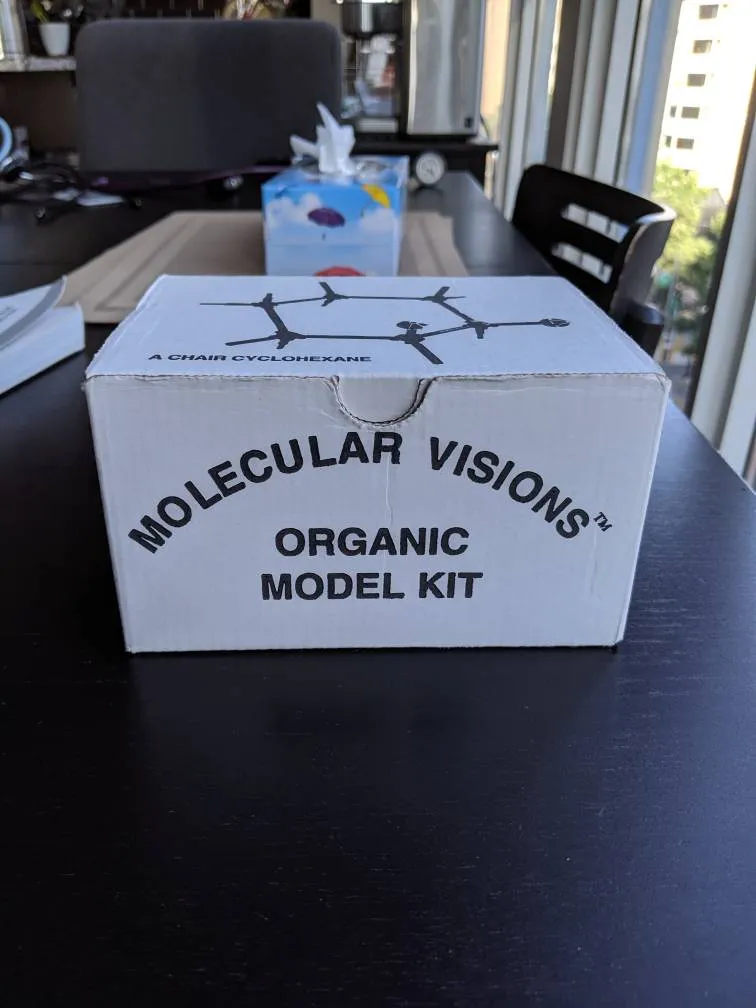 A CHAIR CYCLOHEXANE
MOLECULAR VISIONS™
ORGANIC
MODEL KIT